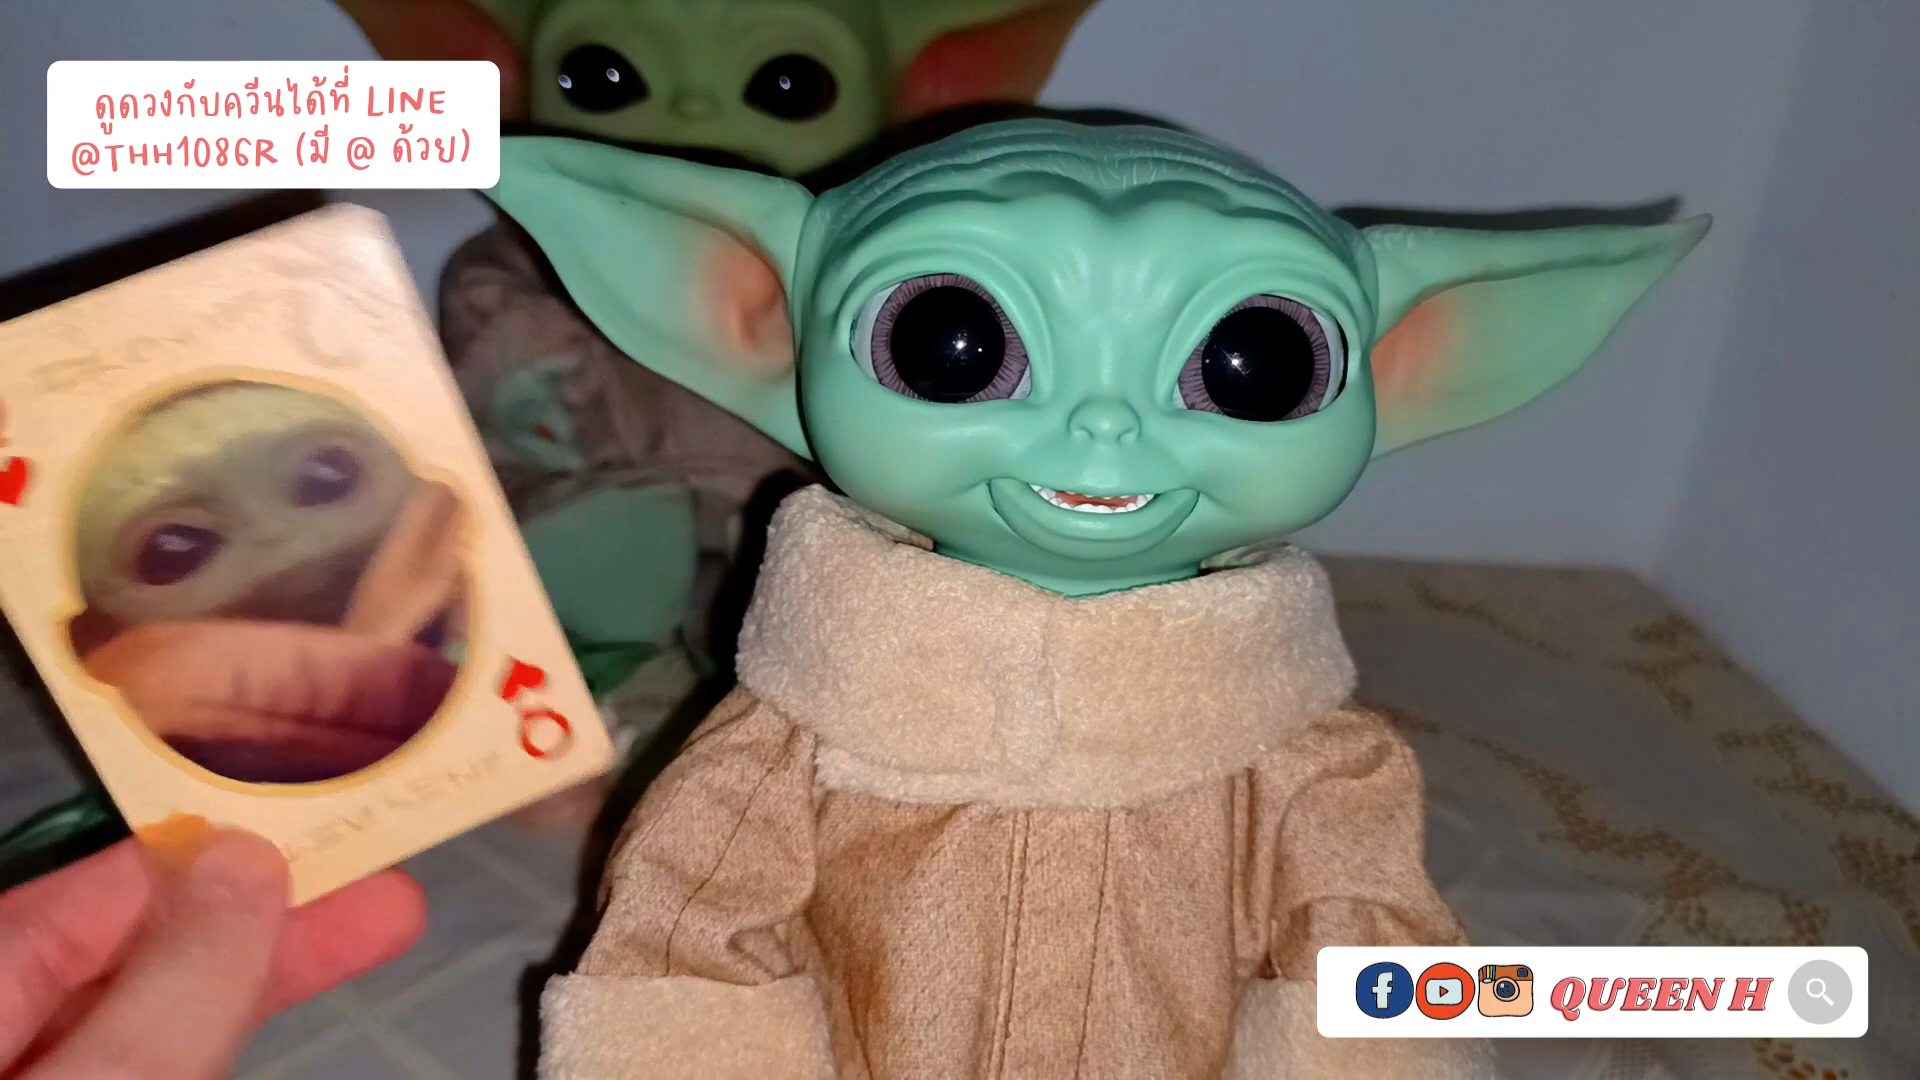 ดูดวงกับควีนได้ที่ LINE
@THH1086R (มี @ ด้วย)
Q
QUEEN H